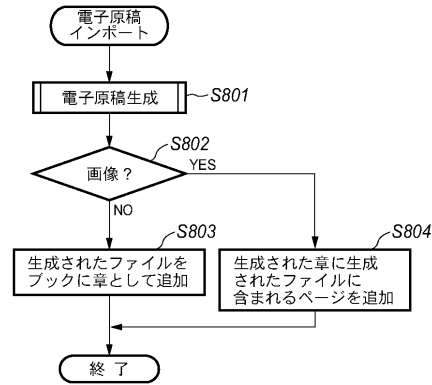 電子原稿
インポート
電子原稿生成
S801
S802
画像？
YES
NO
S803
生成されたファイルを
ブックに章として追加
S804
生成された章に生成
されたファイルに
含まれるページを追加
終 了